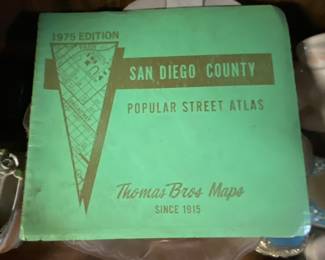 1975 EDITION
SAN DIEGO COUNTY
POPULAR STREET ATLAS
Thomas Bros Maps
SINCE 1915